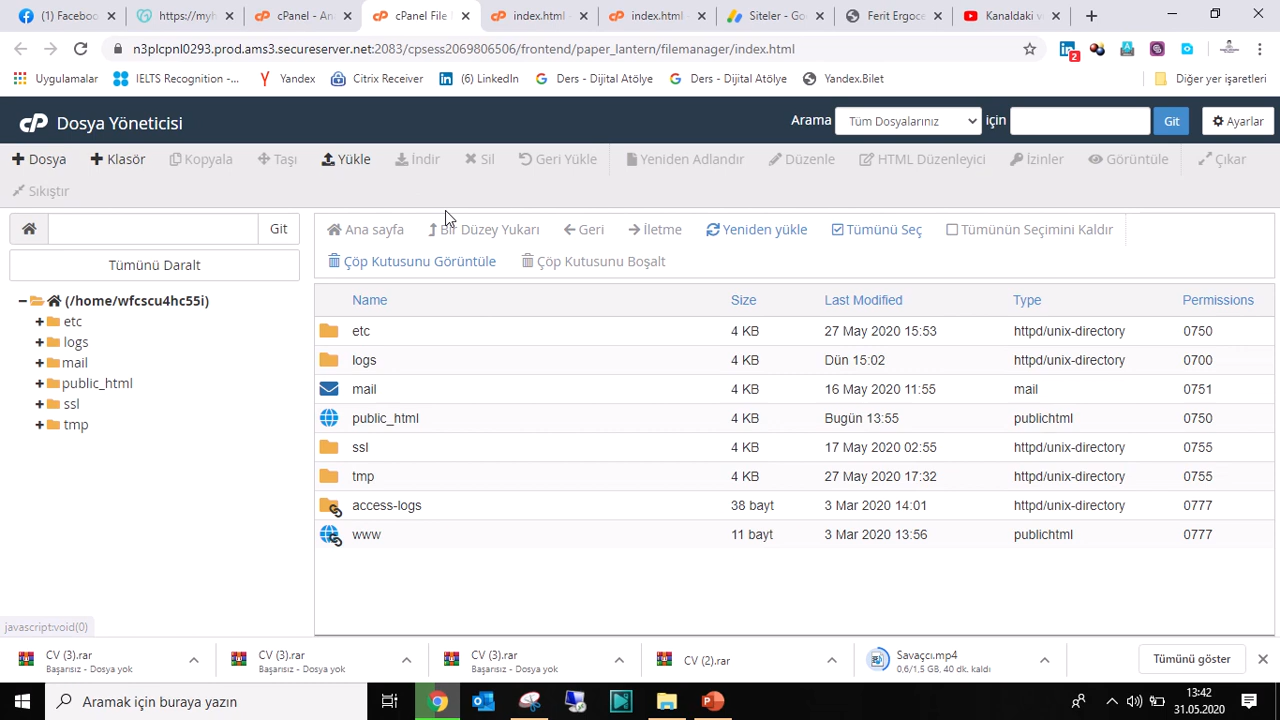 (1) Facebo
https://myh
cPanel - An
cPanel File
index.html -
index.html -
Siteler - Go
Ferit Ergoce
Kanaldaki v
n3plcpnl0293.prod.ams3.secureserver.net:2083/cpsess2069806506/frontend/paper_lantern/filemanager/index.html
2
Uygulamalar
IELTS Recognition -...
Yandex
Citrix Receiver
(6) LinkedIn
Ders - Dijital Atölye
Ders - Dijital Atölye
Yandex.Bilet
Diğer yer işaretleri
cP Dosya Yöneticisi
Arama
Tüm Dosyalarınız
için
Git
Ayarlar
Dosya
Klasör
Kopyala
Taşı
Yükle
İndir
Sil
Geri Yükle
Yeniden Adlandır
Düzenle
HTML Düzenleyici
İzinler
Görüntüle
Çıkar
Sıkıştır
Git
Tümünü Daralt
(/home/wfcscu4hc55i)
etc
logs
mail
public_html
ssl
tmp
Ana sayfa
Bir Düzey Yukarı
Geri
İletme
Yeniden yükle
Tümünü Seç
Tümünün Seçimini Kaldır
Çöp Kutusunu Görüntüle
Çöp Kutusunu Boşalt
Name Size Last Modified Type Permissions
etc 4 KB 27 May 2020 15:53 httpd/unix-directory 0750
logs 4 KB Dün 15:02 httpd/unix-directory 0700
mail 4 KB 16 May 2020 11:55 mail 0751
public_html 4 KB Bugün 13:55 publichtml 0750
ssl 4 KB 17 May 2020 02:55 httpd/unix-directory 0755
tmp 4 KB 27 May 2020 17:32 httpd/unix-directory 0755
access-logs 38 bayt 3 Mar 2020 14:01 httpd/unix-directory 0777
www 11 bayt 3 Mar 2020 13:56 publichtml 0777
javascript:void(0)
CV (3).rar
Başarısız - Dosya yok
CV (3).rar
Başarısız - Dosya yok
CV (3).rar
Başarısız - Dosya yok
CV (2).rar
Savaçcı.mp4
0,6/1,5 GB, 40 dk. kaldı
Tümünü göster
Aramak için buraya yazın
13:42
31.05.2020